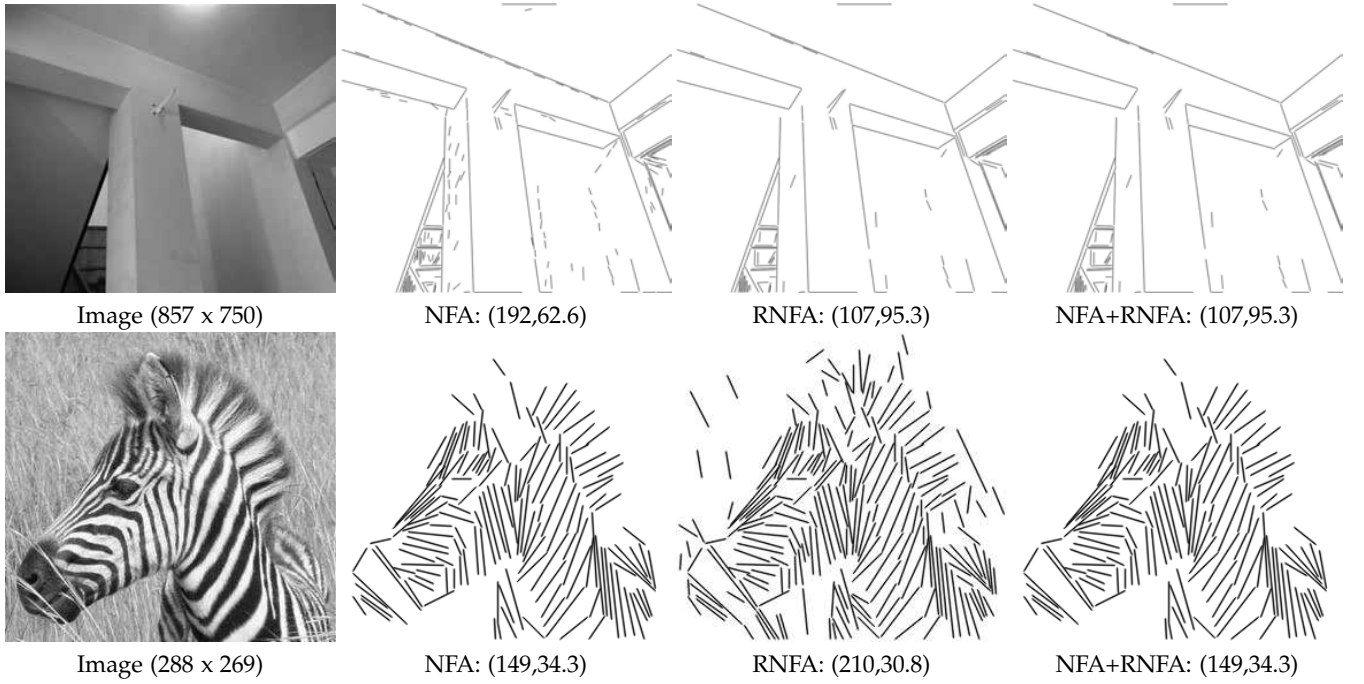 Image (857 x 750) NFA: (192,62.6) RNFA: (107,95.3) NFA+RNFA: (107,95.3)
Image (288 x 269) NFA: (149,34.3) RNFA: (210,30.8) NFA+RNFA: (149,34.3)